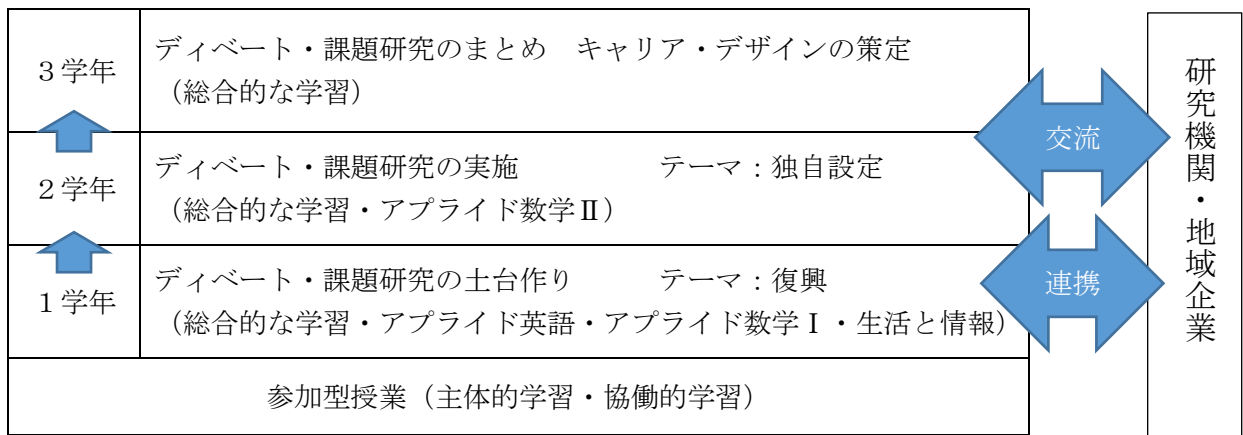 3学年
ディベート・課題研究のまとめ　キャリア・デザインの策定
（総合的な学習）
2学年
ディベート・課題研究の実施　テーマ：独自設定
（総合的な学習・アプライド数学Ⅱ）
1学年
ディベート・課題研究の土台作り　テーマ：復興
（総合的な学習・アプライド英語・アプライド数学Ⅰ・生活と情報）
参加型授業（主体的学習・協働的学習）
交流
連携
研究機関・地域企業